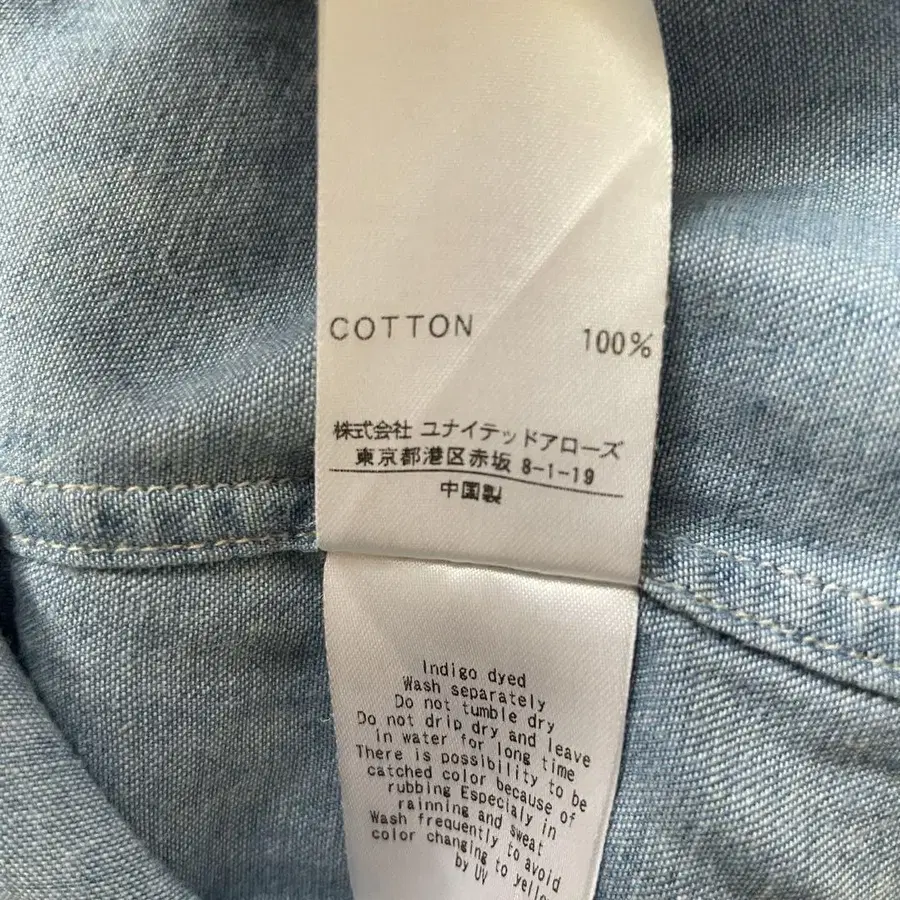 COTTON 100%
株式会社 ユナイテッドアローズ
東京都港区赤坂 8-1-19
中国製
Indigo dyed
Wash separately
Do not tumble dry
Do not drip dry and leave
in water for long time
There is possibility to be
catched color because of
rubbing Especialy in
rainning and sweat
Wash frequently to avoid
color changing to yello
by UV